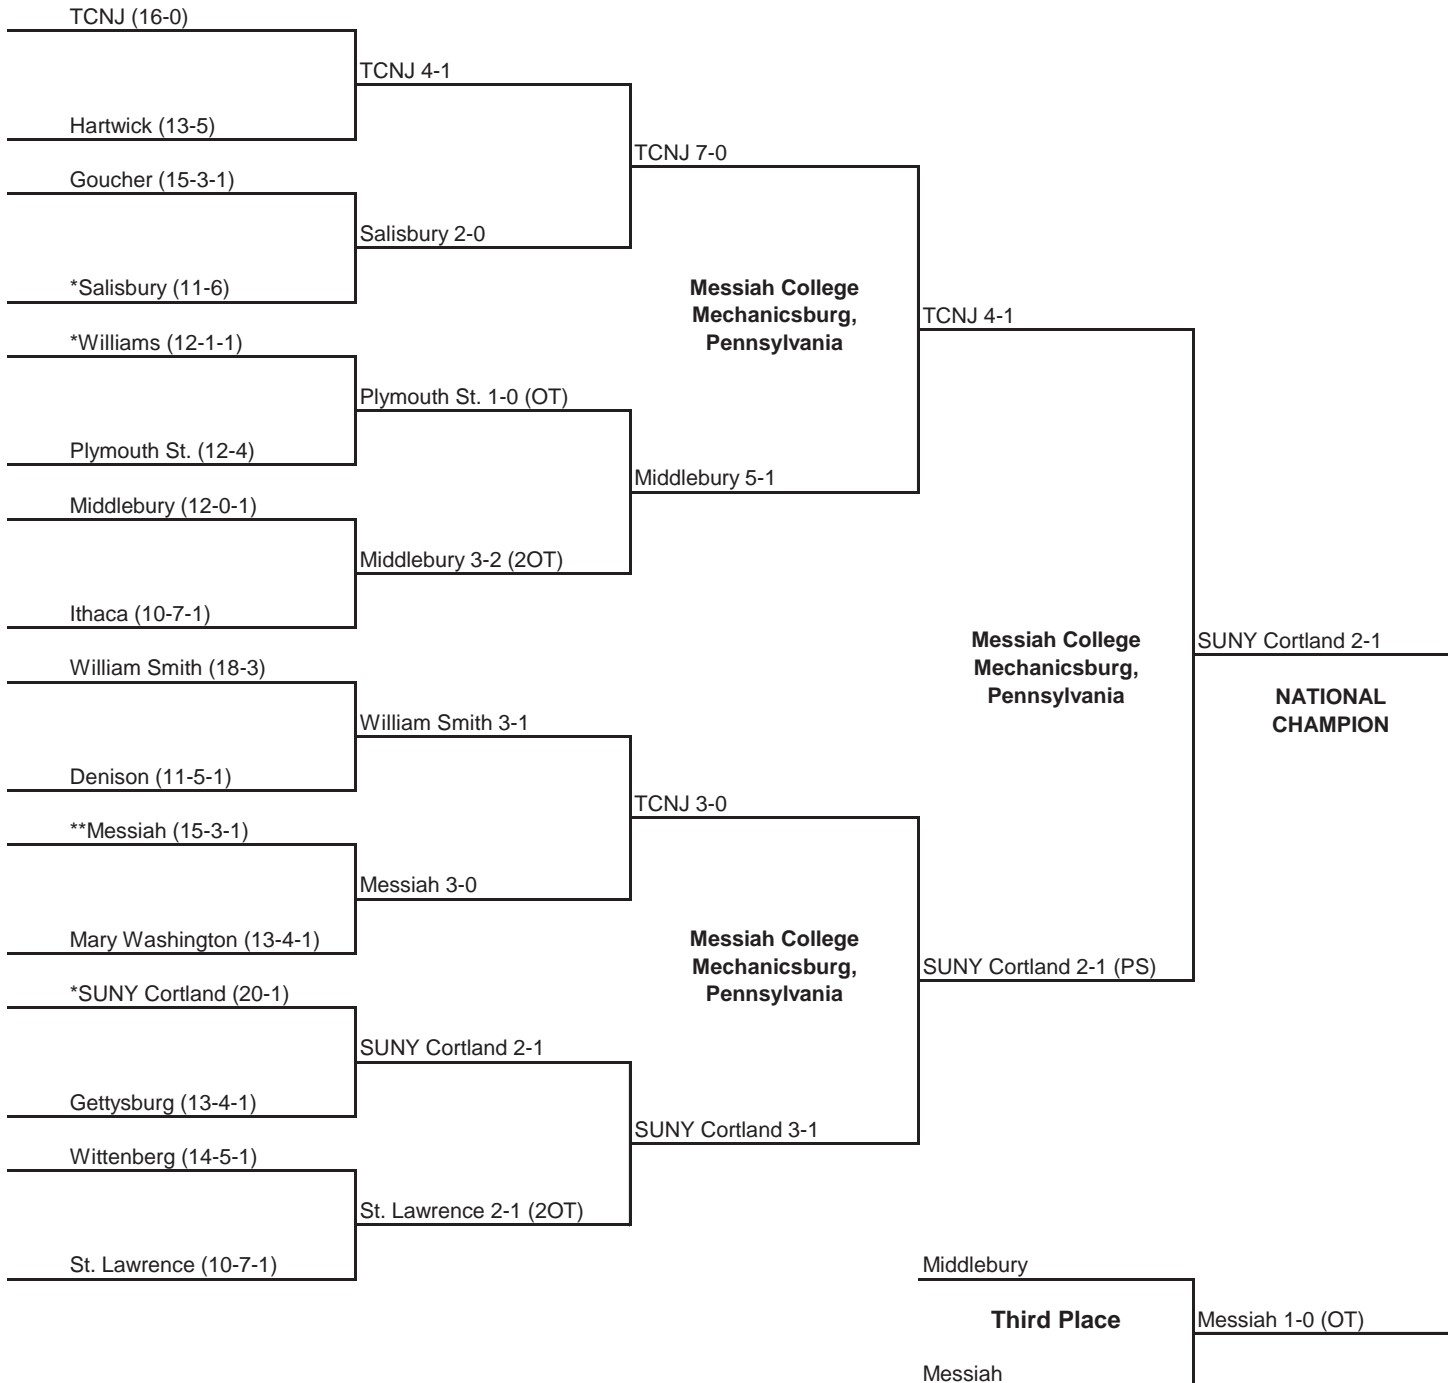 TCNJ (16-0)
TCNJ 4-1
Hartwick (13-5)
TCNJ 7-0
Goucher (15-3-1)
Salisbury 2-0
*Salisbury (11-6)
Messiah College
Mechanicsburg,
Pennsylvania
TCNJ 4-1
*Williams (12-1-1)
Plymouth St. 1-0 (OT)
Plymouth St. (12-4)
Middlebury 5-1
Middlebury (12-0-1)
Middlebury 3-2 (2OT)
Ithaca (10-7-1)
Messiah College
Mechanicsburg,
Pennsylvania
SUNY Cortland 2-1
NATIONAL
CHAMPION
William Smith (18-3)
William Smith 3-1
Denison (11-5-1)
TCNJ 3-0
**Messiah (15-3-1)
Messiah 3-0
Mary Washington (13-4-1)
Messiah College
Mechanicsburg,
Pennsylvania
SUNY Cortland 2-1 (PS)
*SUNY Cortland (20-1)
SUNY Cortland 2-1
Gettysburg (13-4-1)
SUNY Cortland 3-1
Wittenberg (14-5-1)
St. Lawrence 2-1 (2OT)
St. Lawrence (10-7-1)
Middlebury
Third Place
Messiah 1-0 (OT)
Messiah